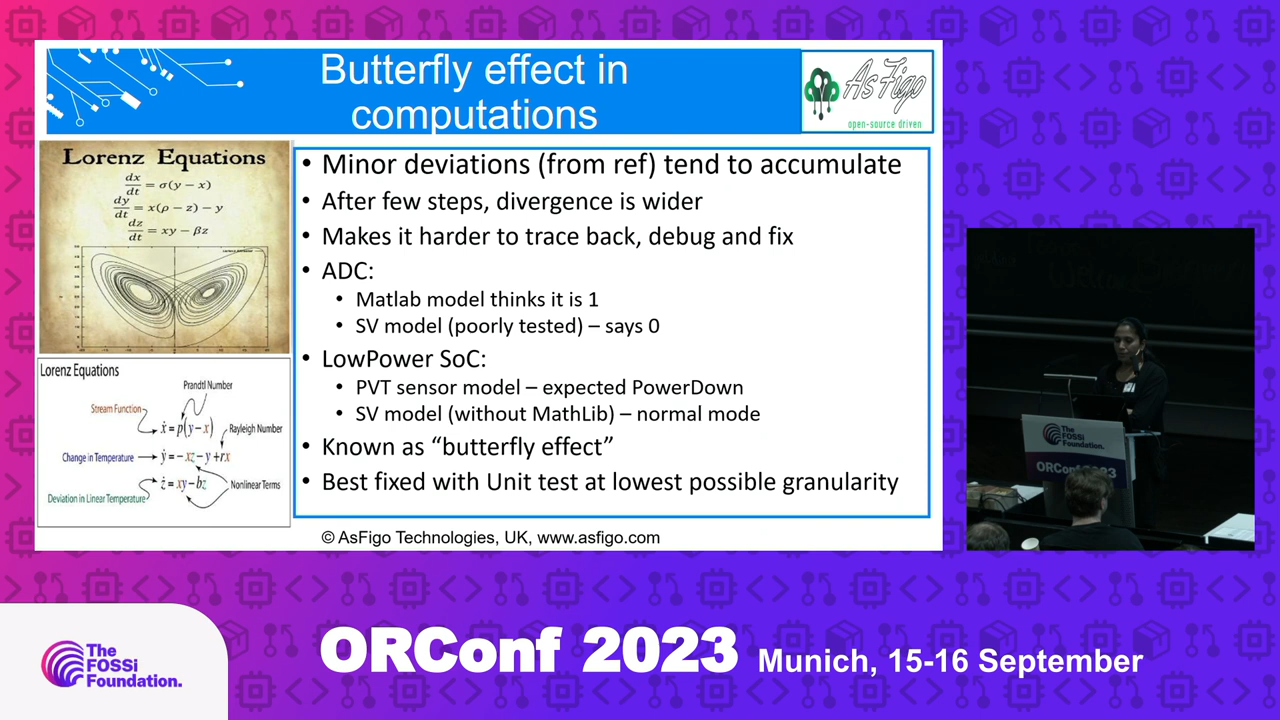 Butterfly effect in
computations
AsFigo
open-source driven
Lorenz Equations
dx/dt = σ(y − x)
dy/dt = x(ρ − z) − y
dz/dt = xy − βz
Lorenz Equations
Prandtl Number
Stream Function
ẋ = p(y − x)
Rayleigh Number
Change in Temperature
ẏ = −xz − y + rx
ż = xy − bz
Nonlinear Terms
Deviation in Linear Temperature
• Minor deviations (from ref) tend to accumulate
• After few steps, divergence is wider
• Makes it harder to trace back, debug and fix
• ADC:
• Matlab model thinks it is 1
• SV model (poorly tested) – says 0
• LowPower SoC:
• PVT sensor model – expected PowerDown
• SV model (without MathLib) – normal mode
• Known as “butterfly effect”
• Best fixed with Unit test at lowest possible granularity
© AsFigo Technologies, UK, www.asfigo.com
The
FOSSi
Foundation.
ORConf 2023
The
FOSSi
Foundation.
ORConf 2023 Munich, 15-16 September